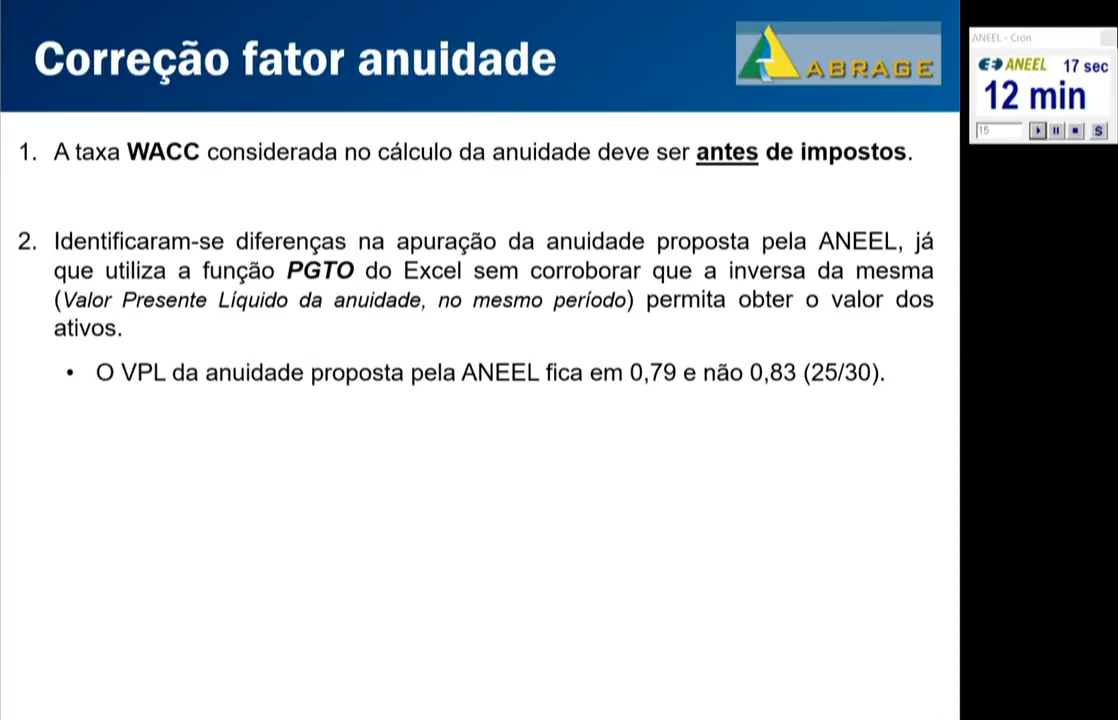 Correção fator anuidade
ABRAGE
1. A taxa WACC considerada no cálculo da anuidade deve ser antes de impostos.
2. Identificaram-se diferenças na apuração da anuidade proposta pela ANEEL, já
que utiliza a função PGTO do Excel sem corroborar que a inversa da mesma
(Valor Presente Líquido da anuidade, no mesmo período) permita obter o valor dos
ativos.
• O VPL da anuidade proposta pela ANEEL fica em 0,79 e não 0,83 (25/30).
ANEEL - Cron
ANEEL 17 sec
12 min
15
S